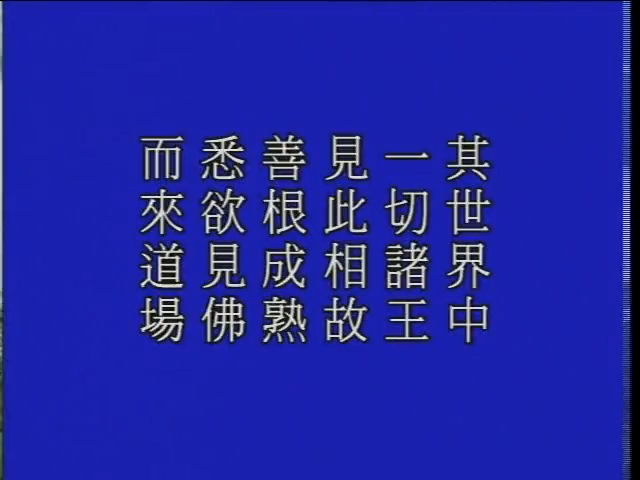 其世界中
一切諸王
見此相故
善根成熟
悉欲見佛
而來道場